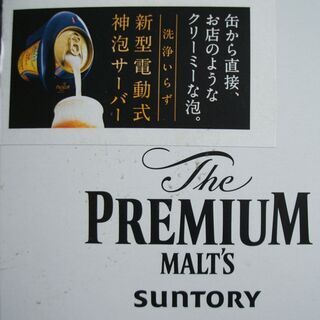 缶から直接、
お店のような
クリーミーな泡。
洗浄いらず
新型電動式
神泡サーバー
The
PREMIUM
MALT'S
SUNTORY